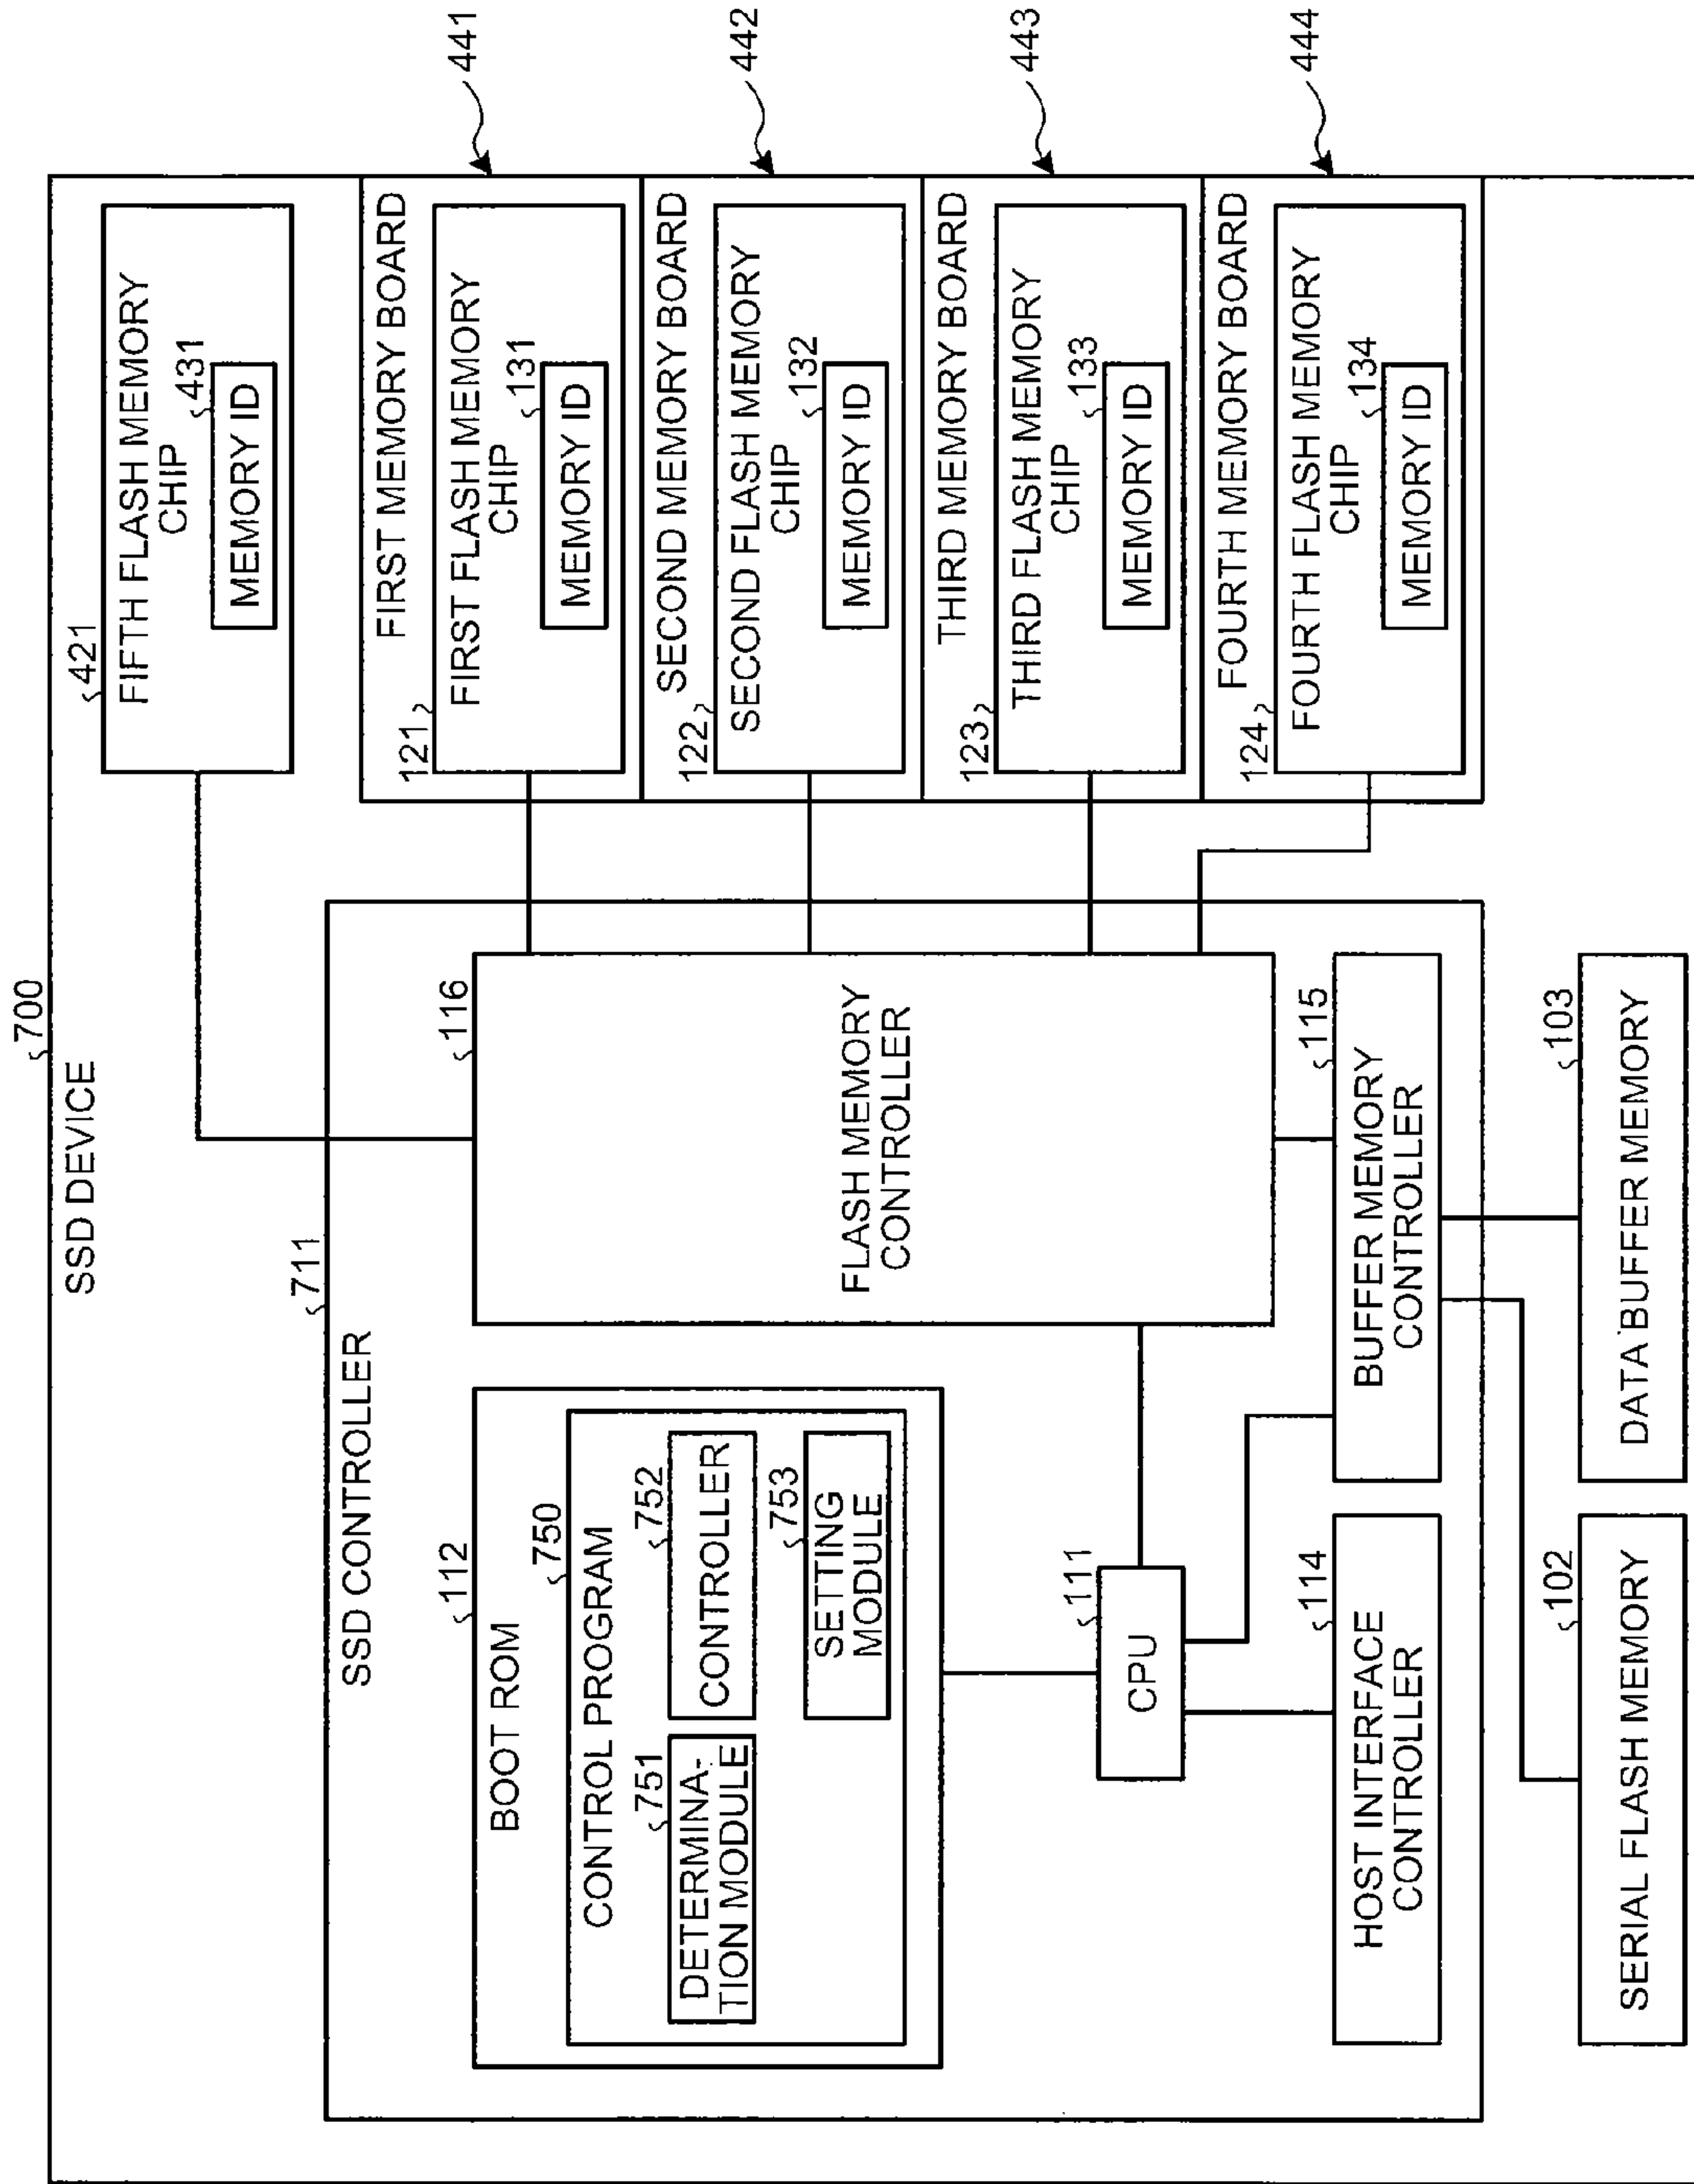 700
SSD DEVICE
711
SSD CONTROLLER
112
BOOT ROM
750
CONTROL PROGRAM
751
DETERMINA-
TION MODULE
752
CONTROLLER
753
SETTING
MODULE
116
FLASH MEMORY
CONTROLLER
111
CPU
114
HOST INTERFACE
CONTROLLER
115
BUFFER MEMORY
CONTROLLER
102
SERIAL FLASH MEMORY
103
DATA BUFFER MEMORY
421
FIFTH FLASH MEMORY
CHIP
431
MEMORY ID
441
FIRST MEMORY BOARD
121
FIRST FLASH MEMORY
CHIP
131
MEMORY ID
442
SECOND MEMORY BOARD
122
SECOND FLASH MEMORY
CHIP
132
MEMORY ID
443
THIRD MEMORY BOARD
123
THIRD FLASH MEMORY
CHIP
133
MEMORY ID
444
FOURTH MEMORY BOARD
124
FOURTH FLASH MEMORY
CHIP
134
MEMORY ID